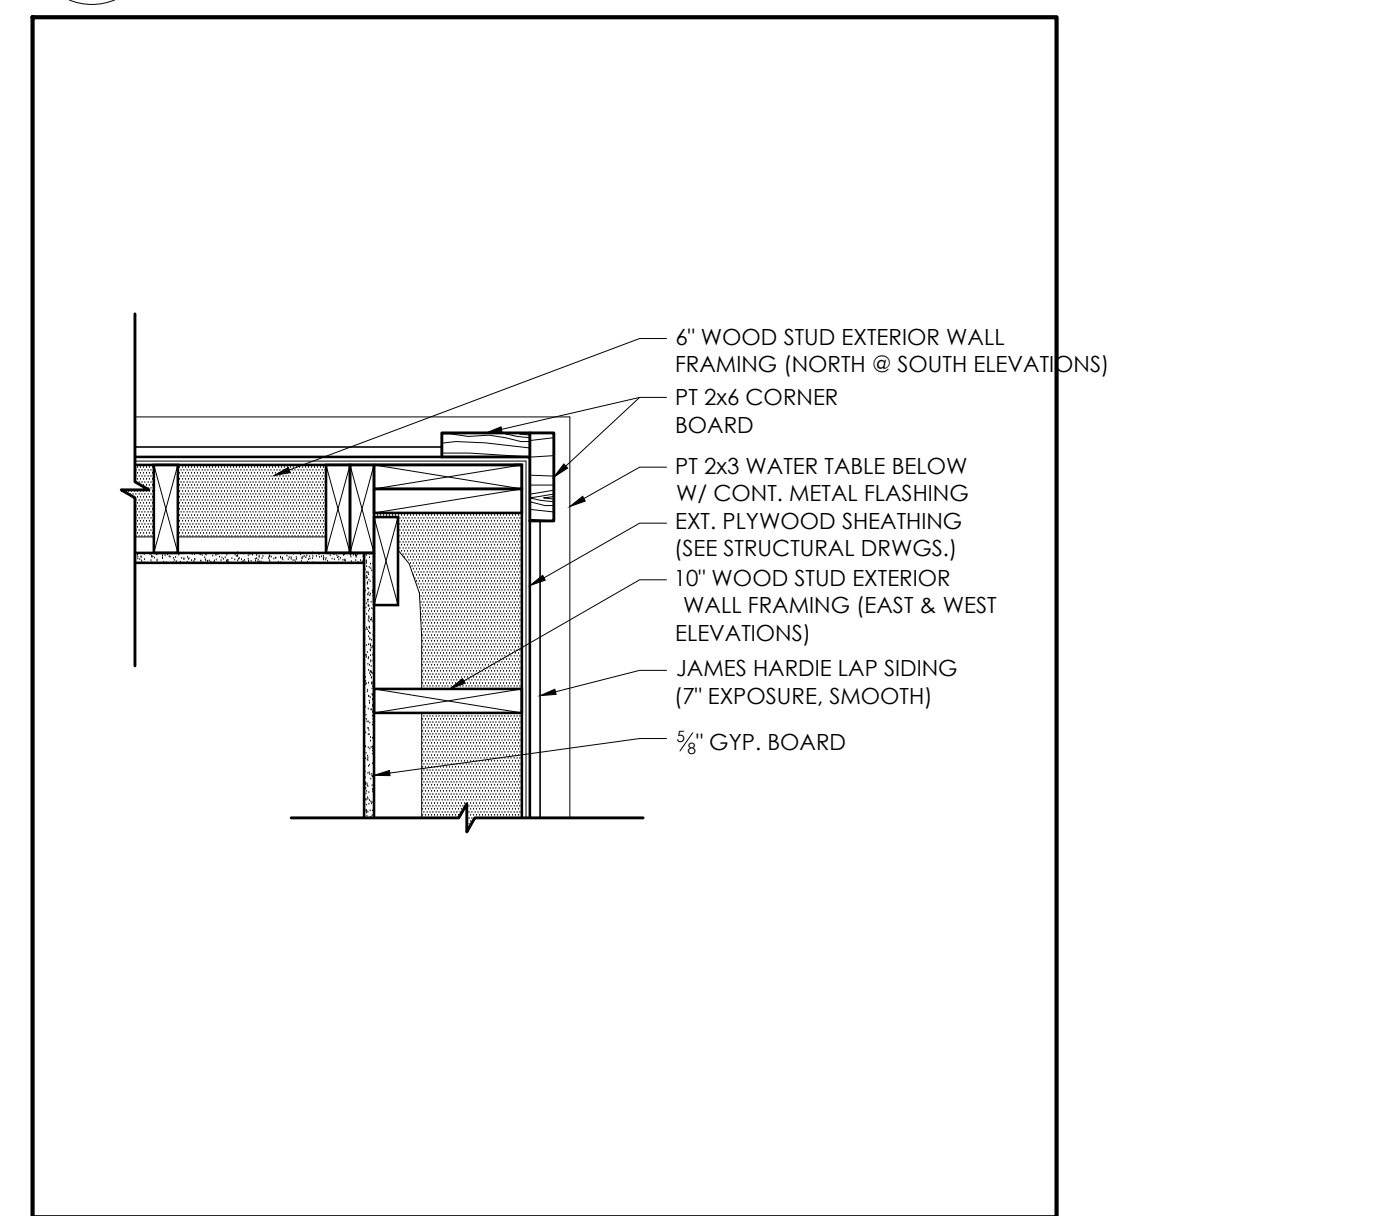 6" WOOD STUD EXTERIOR WALL
FRAMING (NORTH @ SOUTH ELEVATIONS)
PT 2x6 CORNER
BOARD
PT 2x3 WATER TABLE BELOW
W/ CONT. METAL FLASHING
EXT. PLYWOOD SHEATHING
(SEE STRUCTURAL DRWGS.)
10" WOOD STUD EXTERIOR
WALL FRAMING (EAST & WEST
ELEVATIONS)
JAMES HARDIE LAP SIDING
(7" EXPOSURE, SMOOTH)
⅝" GYP. BOARD